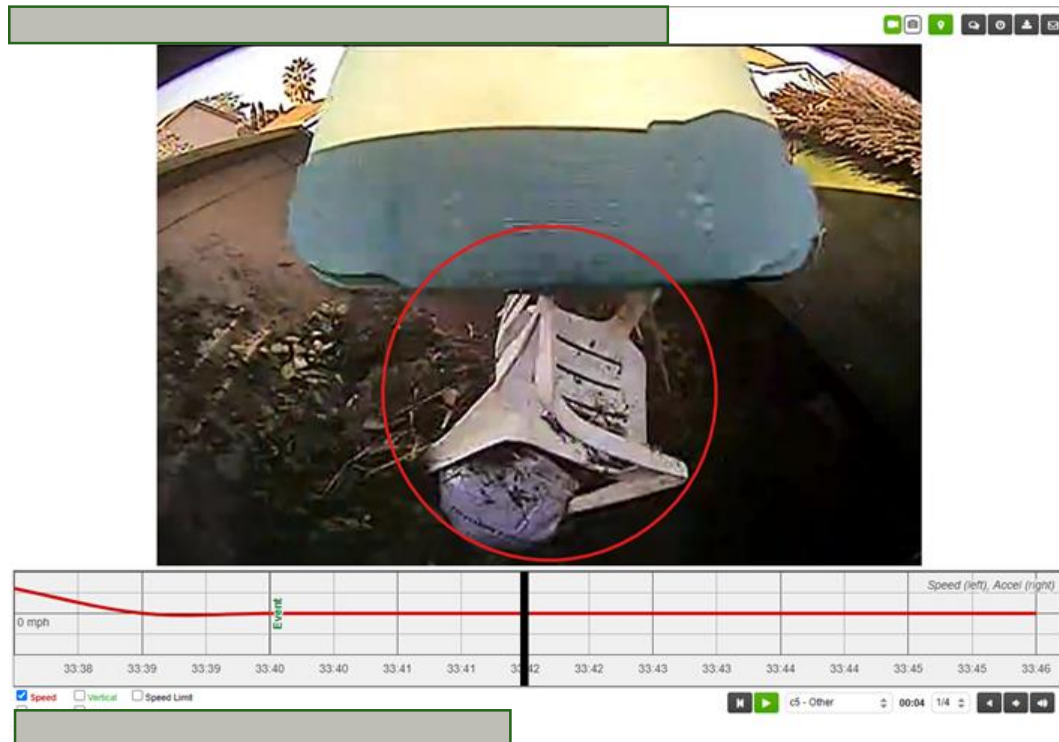 Speed (left), Accel (right)
0 mph
Event
33:38 33:39 33:39 33:40 33:40 33:41 33:41 33:42 33:42 33:43 33:43 33:44 33:44 33:45 33:45 33:46
Speed Vertical Speed Limit
c5 - Other 00:04 1/4